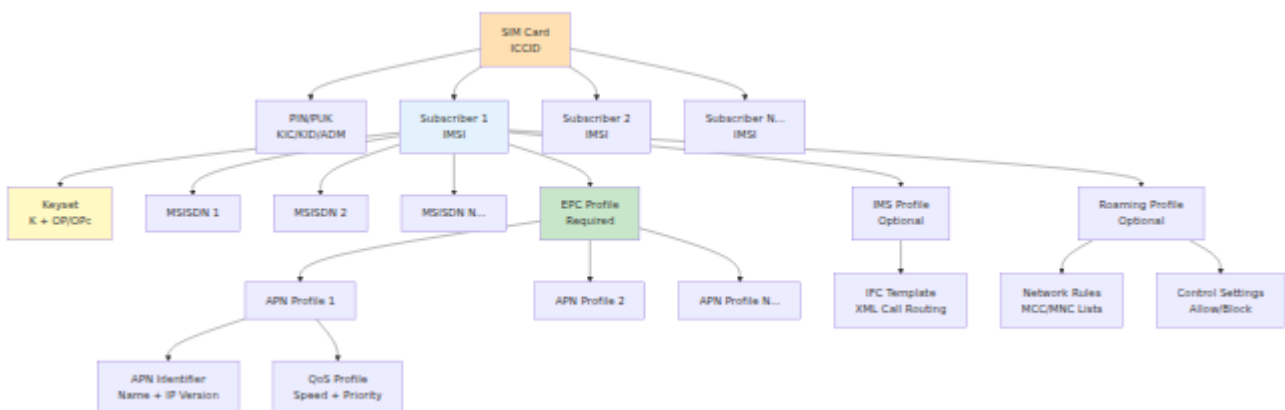 SIM Card
ICCID
PIN/PUK
KIC/KID/ADM
Subscriber 1
IMSI
Subscriber 2
IMSI
Subscriber N...
IMSI
Keyset
K + OP/OPc
MSISDN 1
MSISDN 2
MSISDN N...
EPC Profile
Required
IMS Profile
Optional
Roaming Profile
Optional
APN Profile 1
APN Profile 2
APN Profile N...
IFC Template
XML Call Routing
Network Rules
MCC/MNC Lists
Control Settings
Allow/Block
APN Identifier
Name + IP Version
QoS Profile
Speed + Priority